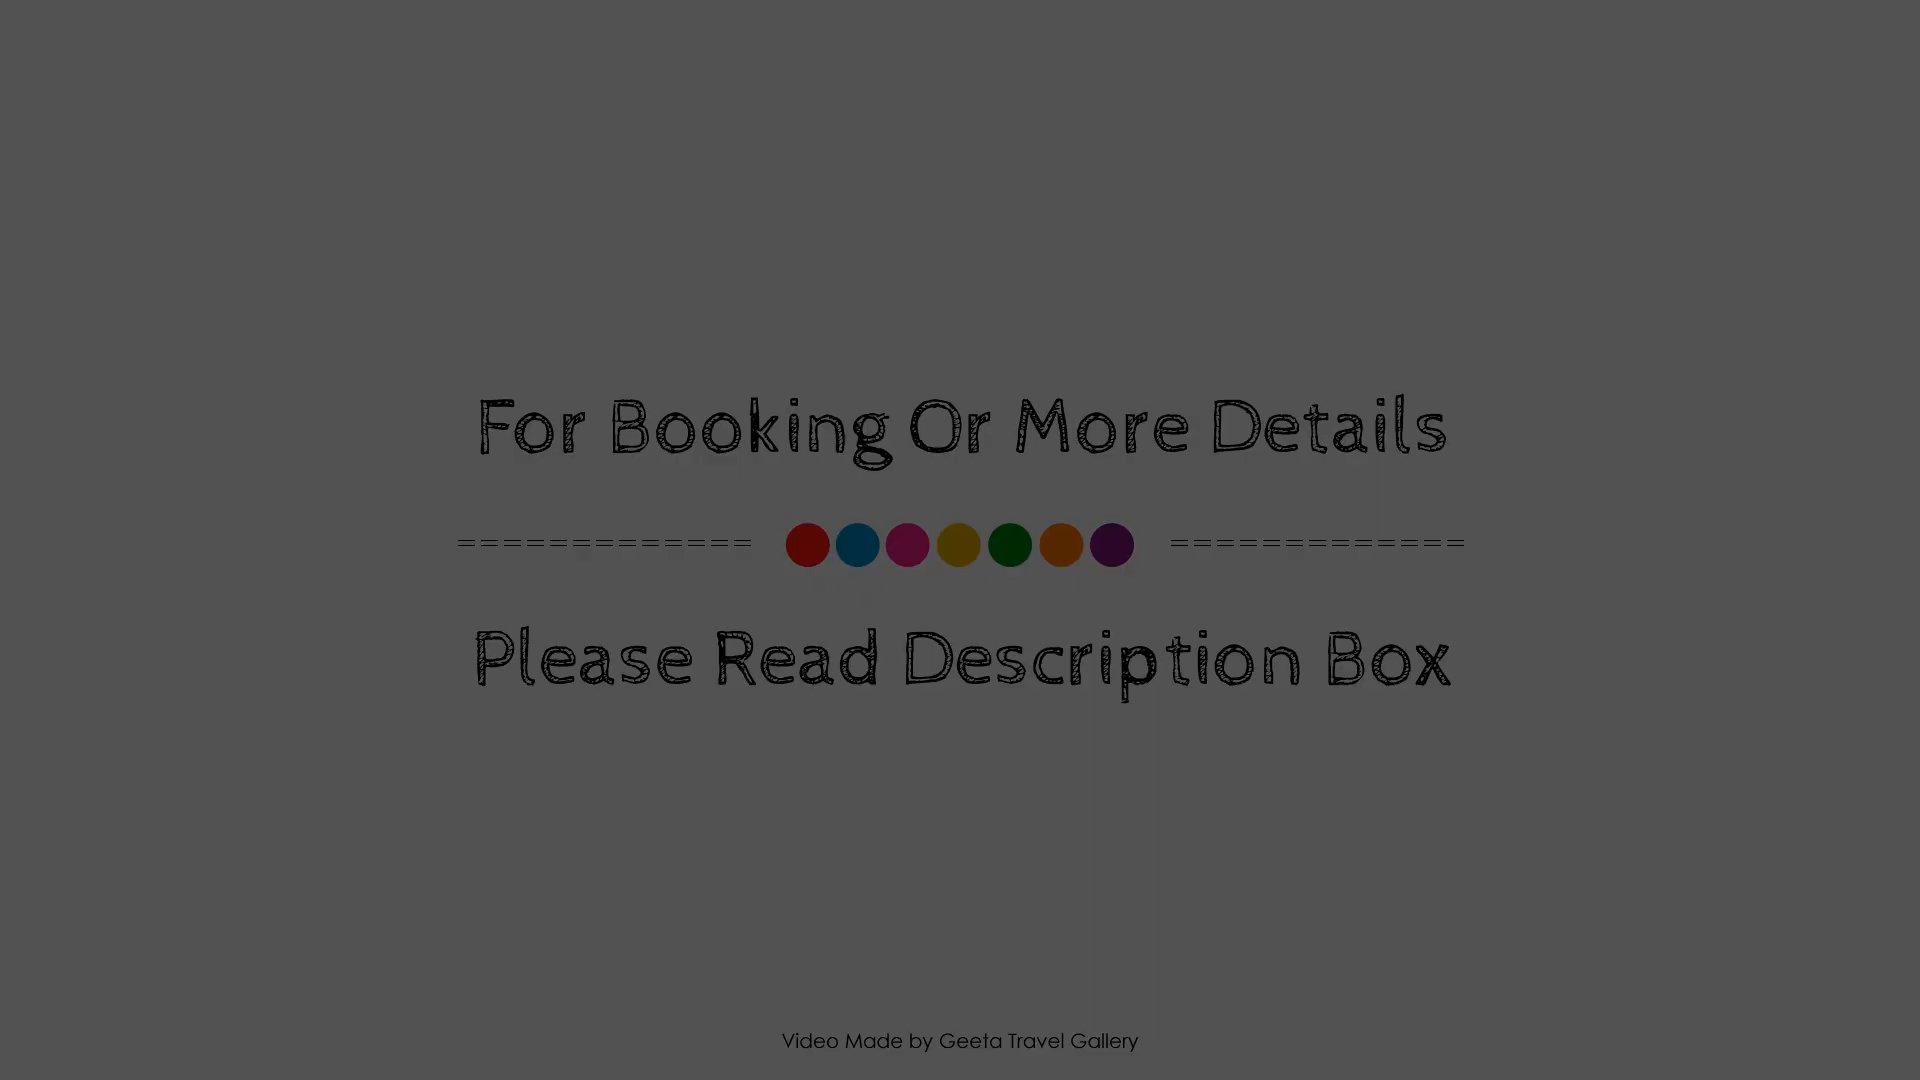 For Booking Or More Details
============= =============
Please Read Description Box
Video Made by Geeta Travel Gallery